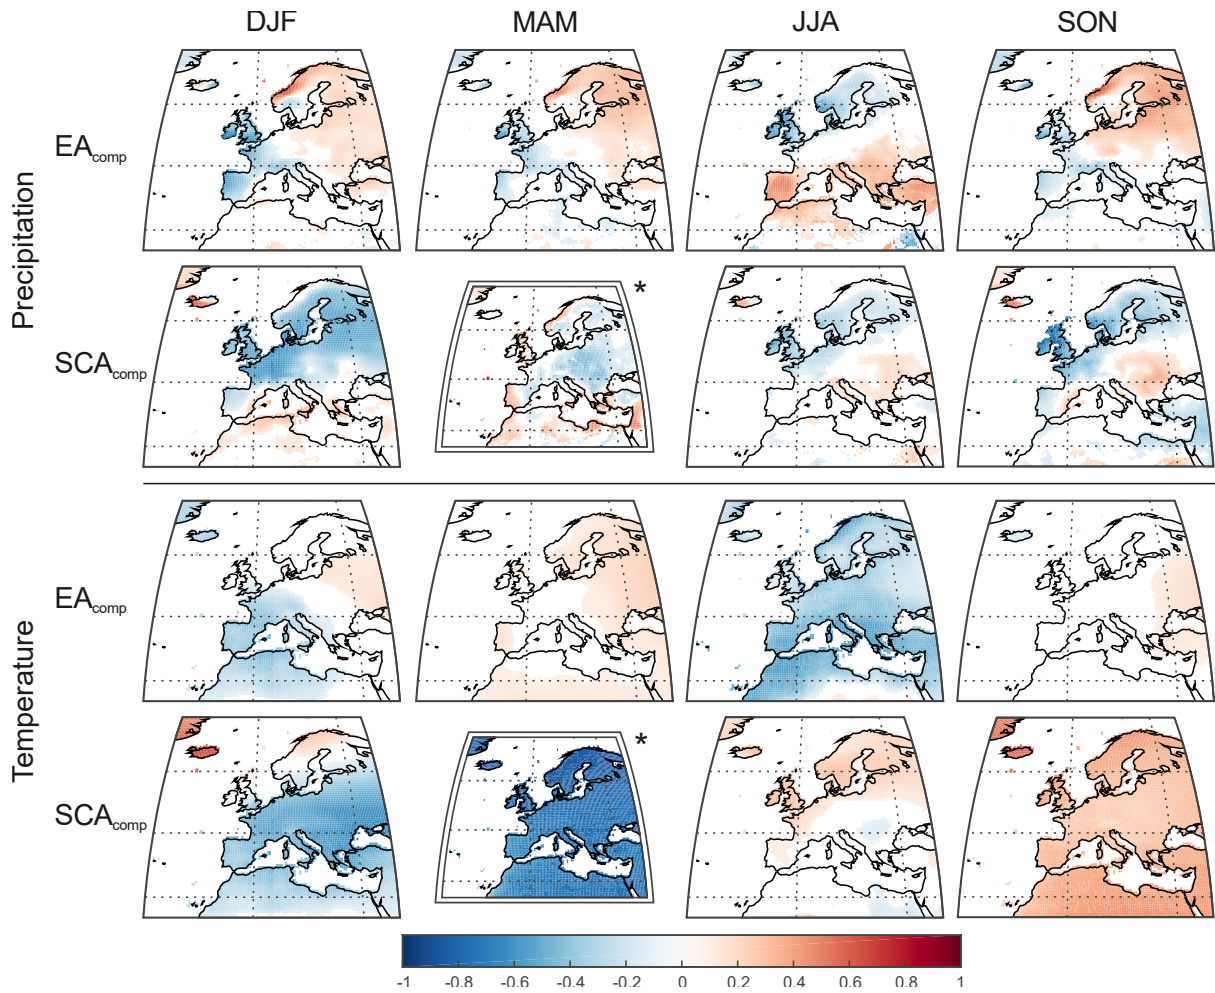 DJF MAM JJA SON
Precipitation
EAcomp
SCAcomp
*
Temperature
EAcomp
SCAcomp
*
-1 -0.8 -0.6 -0.4 -0.2 0 0.2 0.4 0.6 0.8 1